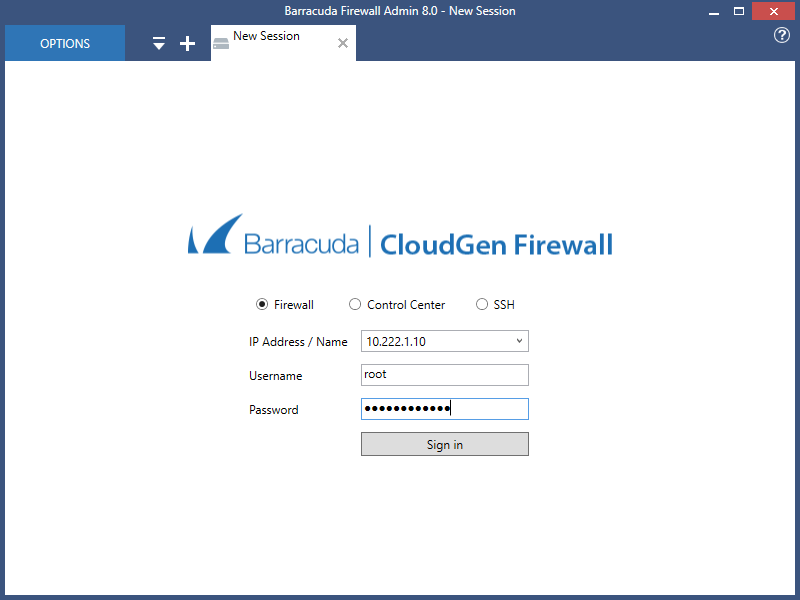 Barracuda Firewall Admin 8.0 - New Session
OPTIONS
New Session
Barracuda | CloudGen Firewall
Firewall Control Center SSH
IP Address / Name 10.222.1.10
Username root
Password ••••••••••••
Sign in